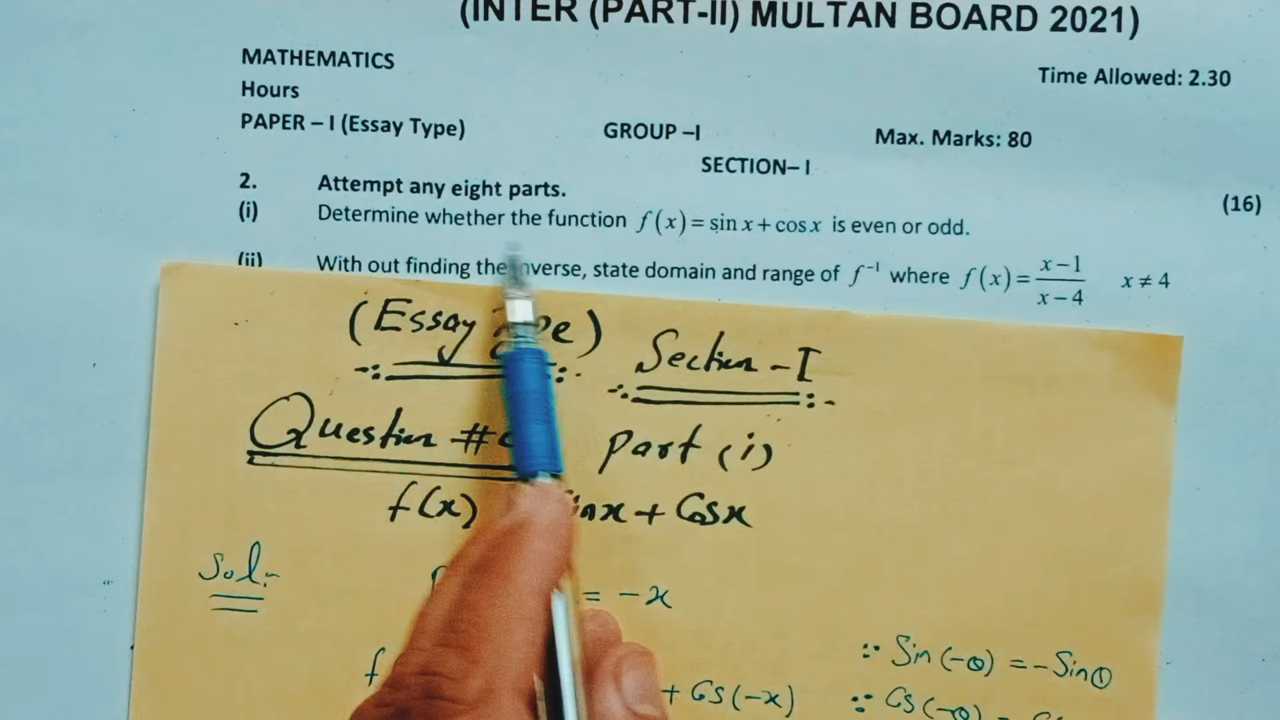 (INTER (PART-II) MULTAN BOARD 2021)
MATHEMATICS
Time Allowed: 2.30
Hours
PAPER – I (Essay Type)
GROUP –I
Max. Marks: 80
SECTION– I
2. Attempt any eight parts. (16)
(i) Determine whether the function f(x)=sin x+cos x is even or odd.
(ii) With out finding the inverse, state domain and range of f⁻¹ where f(x)=(x−1)/(x−4) x≠4
(Essay
Section -I
Question # part (i)
f(x) + Cosx
Sol:-
= -x
∵ Sin(-θ) = -Sinθ
+ Cos(-x) ∵ Cos(-θ)